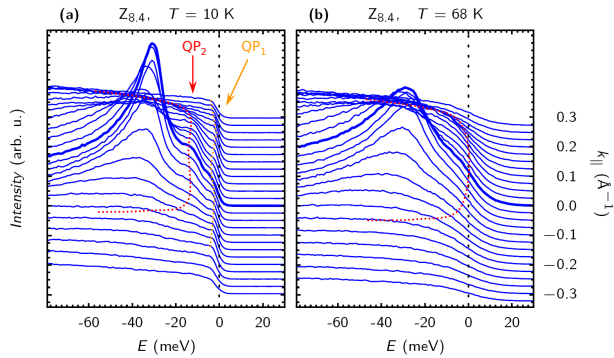 (a) Z8.4, T = 10 K
(b) Z8.4, T = 68 K
QP2
QP1
Intensity (arb. u.)
0.3
0.2
0.1
0.0
−0.1
−0.2
−0.3
k|| (Å−1)
-60 -40 -20 0 20
-60 -40 -20 0 20
E (meV)
E (meV)